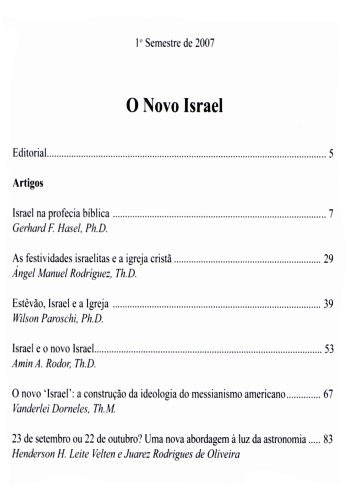 1º Semestre de 2007
O Novo Israel
Editorial.......................................................................................................... 5
Artigos
Israel na profecia bíblica ................................................................................ 7
Gerhard F. Hasel, Ph.D.
As festividades israelitas e a igreja cristã ..................................................... 29
Ángel Manuel Rodriguez, Th.D.
Estêvão, Israel e a Igreja .............................................................................. 39
Wilson Paroschi, Ph.D.
Israel e o novo Israel.................................................................................... 53
Amin A. Rodor, Th.D.
O novo 'Israel': a construção da ideologia do messianismo americano............ 67
Vanderlei Dorneles, Th.M.
23 de setembro ou 22 de outubro? Uma nova abordagem à luz da astronomia ..... 83
Henderson H. Leite Velten e Juarez Rodrigues de Oliveira